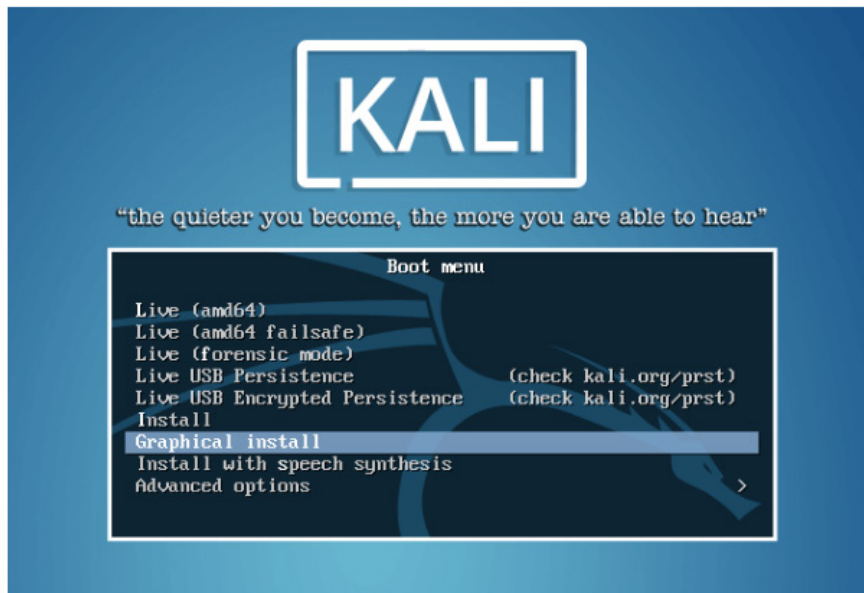 KALI
“the quieter you become, the more you are able to hear”
Boot menu
Live (amd64)
Live (amd64 failsafe)
Live (forensic mode)
Live USB Persistence (check kali.org/prst)
Live USB Encrypted Persistence (check kali.org/prst)
Install
Graphical install
Install with speech synthesis
Advanced options >